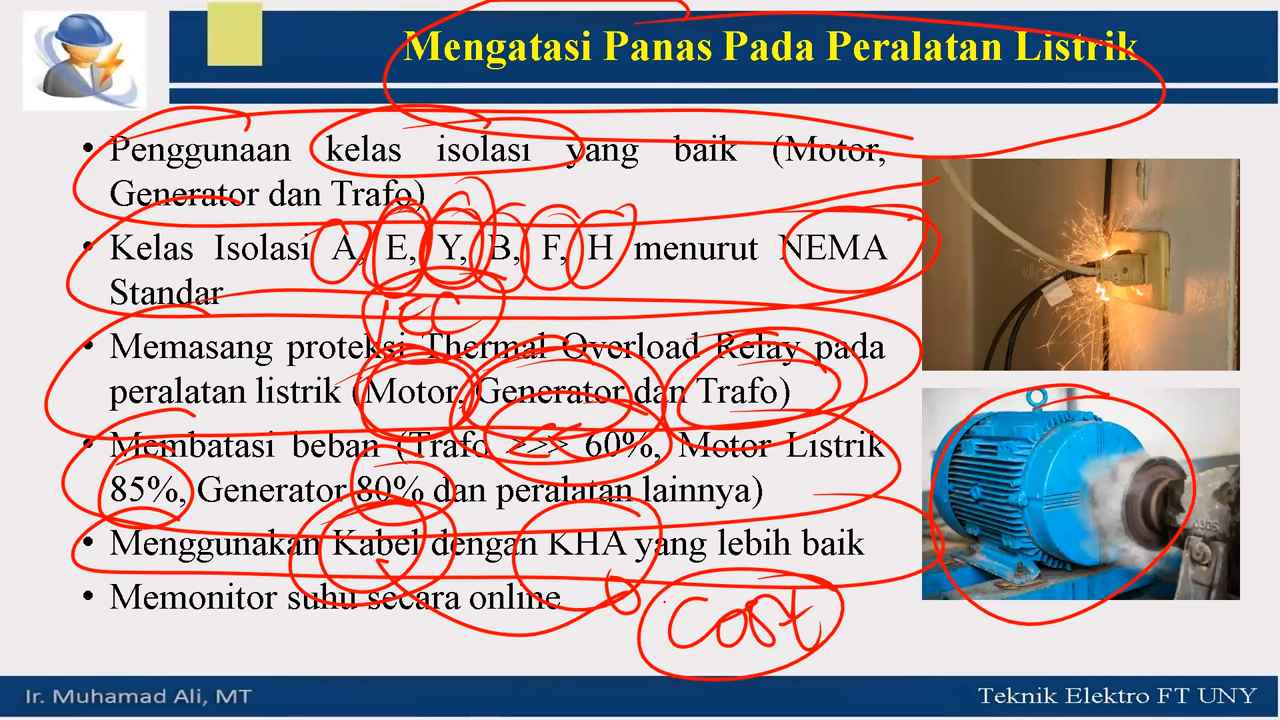 Mengatasi Panas Pada Peralatan Listrik
• Penggunaan kelas isolasi yang baik (Motor,
Generator dan Trafo)
• Kelas Isolasi A, E, Y, B, F, H menurut NEMA
Standar
IEC
• Memasang proteksi Thermal Overload Relay pada
peralatan listrik (Motor, Generator dan Trafo)
• Membatasi beban (Trafo >>> 60%, Motor Listrik
85%, Generator 80% dan peralatan lainnya)
• Menggunakan Kabel dengan KHA yang lebih baik
• Memonitor suhu secara online
Cost
Ir. Muhamad Ali, MT
Teknik Elektro FT UNY